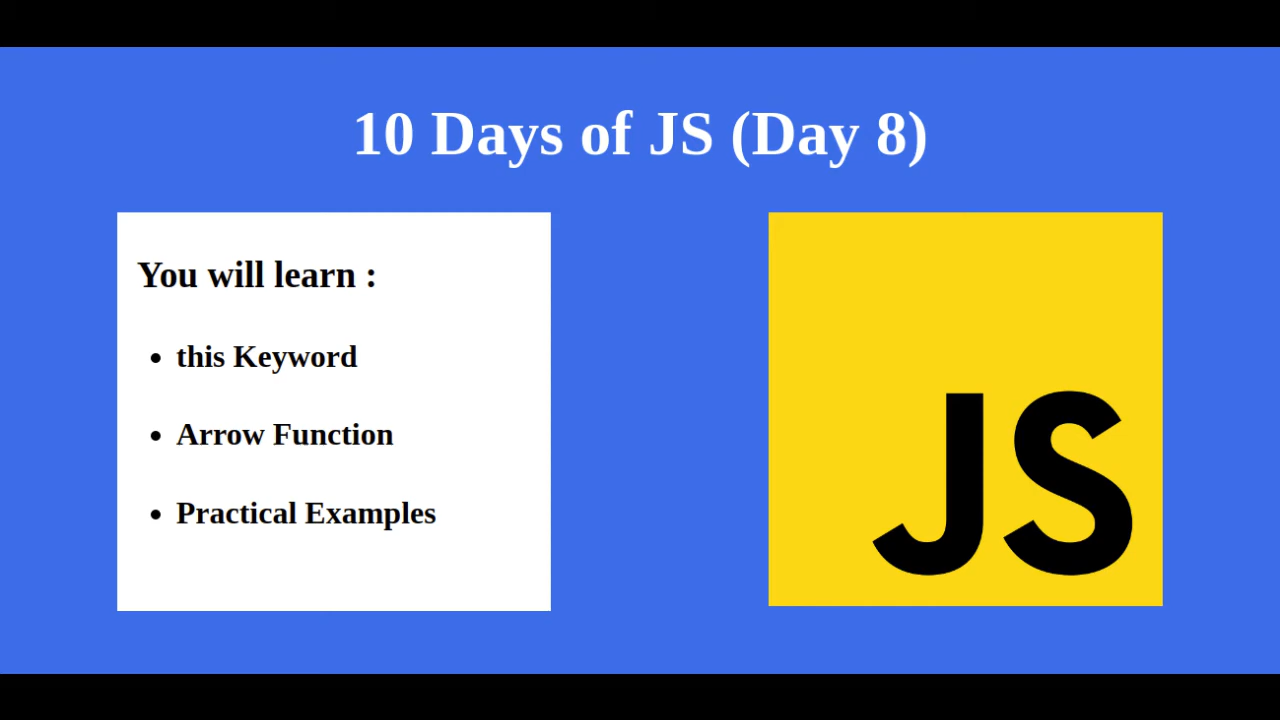 10 Days of JS (Day 8)
You will learn :
this Keyword
Arrow Function
Practical Examples
JS